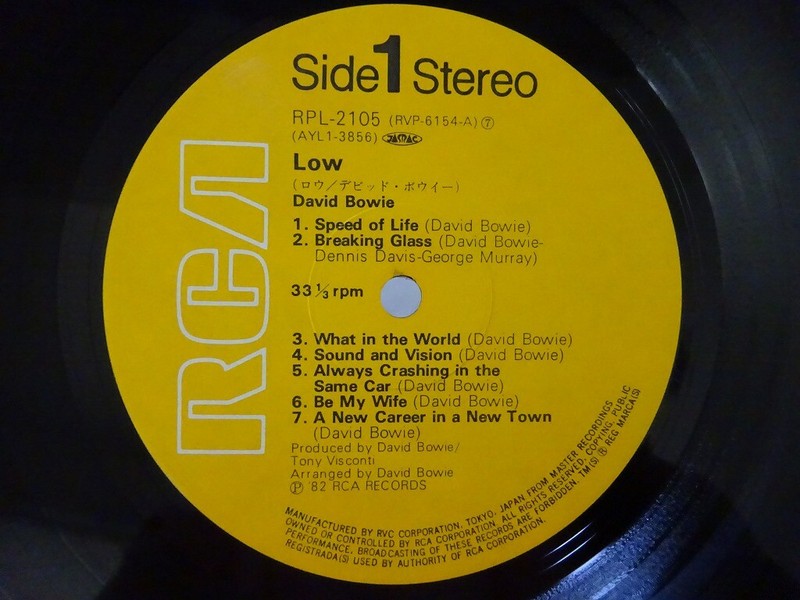 Side 1 Stereo
RPL-2105 (RVP-6154-A) ⑦
(AYL1-3856) JASRAC
Low
(ロウ/デビッド・ボウイー)
David Bowie
1. Speed of Life (David Bowie)
2. Breaking Glass (David Bowie-
Dennis Davis-George Murray)
33⅓ rpm
3. What in the World (David Bowie)
4. Sound and Vision (David Bowie)
5. Always Crashing in the
Same Car (David Bowie)
6. Be My Wife (David Bowie)
7. A New Career in a New Town
(David Bowie)
Produced by David Bowie/
Tony Visconti
Arranged by David Bowie
Ⓟ '82 RCA RECORDS
RCA
MANUFACTURED BY RVC CORPORATION, TOKYO, JAPAN FROM MASTER RECORDINGS
OWNED OR CONTROLLED BY RCA CORPORATION. ALL RIGHTS RESERVED. COPYING, PUBLIC
PERFORMANCE, BROADCASTING OF THESE RECORDS ARE FORBIDDEN. TM(S) ® REG MARCA(S)
REGISTRADA(S) USED BY AUTHORITY OF RCA CORPORATION.